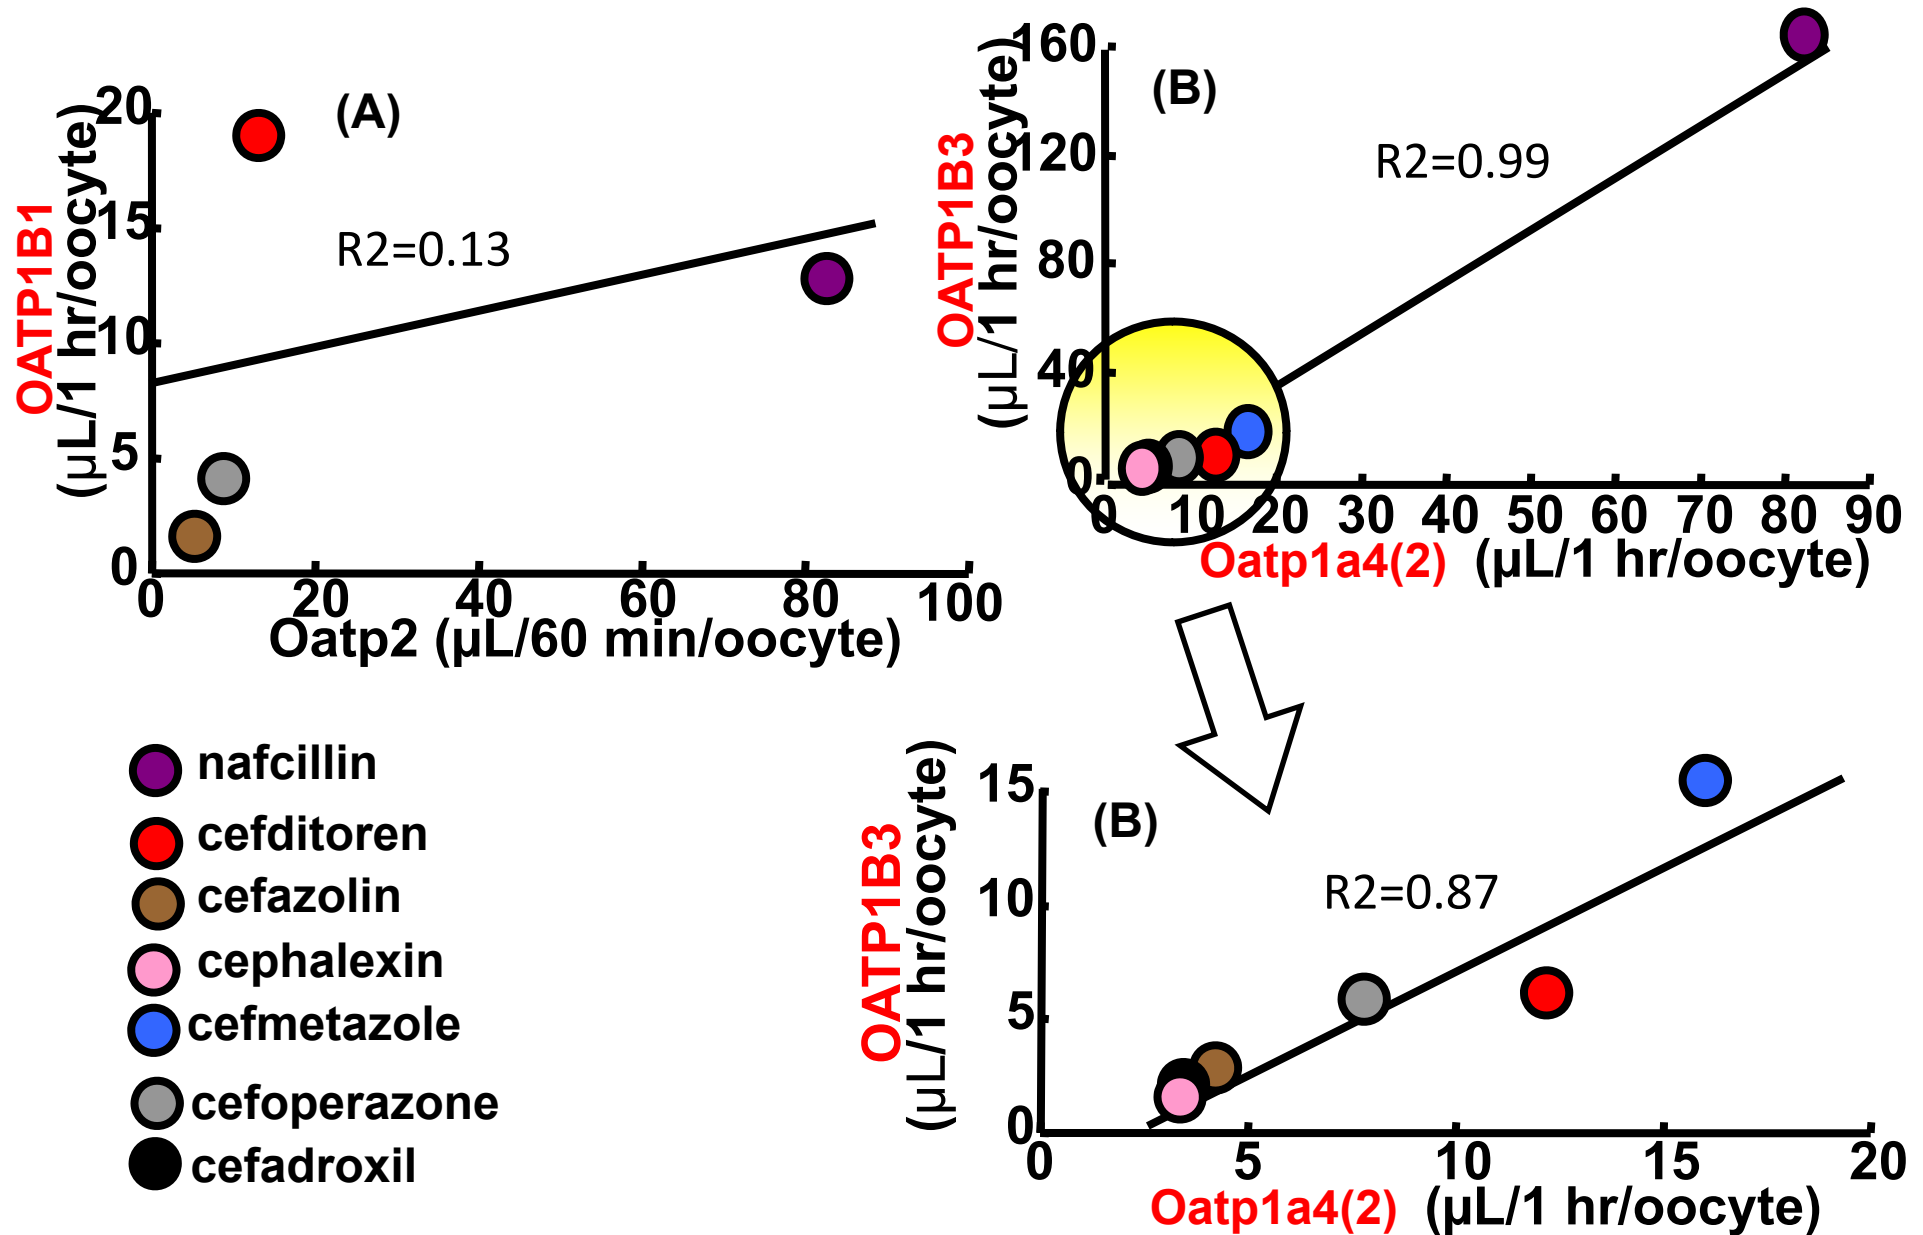 (A)
OATP1B1
(µL/1 hr/oocyte)
20
15
10
5
0
R2=0.13
0 20 40 60 80 100
Oatp2 (µL/60 min/oocyte)
(B)
OATP1B3
(µL/1 hr/oocyte)
160
120
80
40
0
R2=0.99
0 10 20 30 40 50 60 70 80 90
Oatp1a4(2) (µL/1 hr/oocyte)
nafcillin
cefditoren
cefazolin
cephalexin
cefmetazole
cefoperazone
cefadroxil
(B)
OATP1B3
(µL/1 hr/oocyte)
15
10
5
0
R2=0.87
0 5 10 15 20
Oatp1a4(2) (µL/1 hr/oocyte)